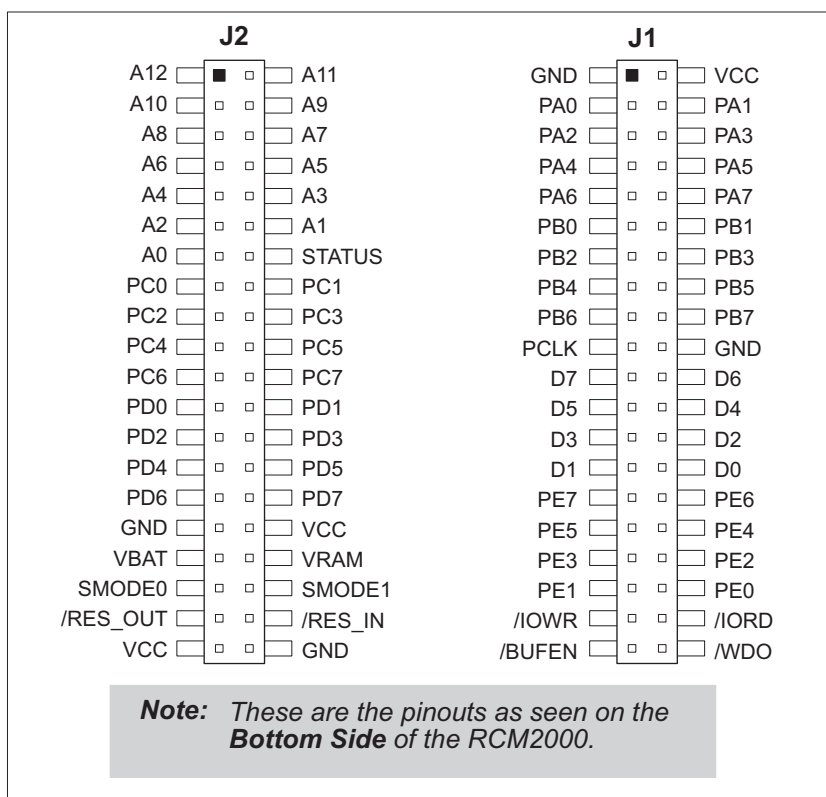 J2 J1
A12 A11 GND VCC
A10 A9 PA0 PA1
A8 A7 PA2 PA3
A6 A5 PA4 PA5
A4 A3 PA6 PA7
A2 A1 PB0 PB1
A0 STATUS PB2 PB3
PC0 PC1 PB4 PB5
PC2 PC3 PB6 PB7
PC4 PC5 PCLK GND
PC6 PC7 D7 D6
PD0 PD1 D5 D4
PD2 PD3 D3 D2
PD4 PD5 D1 D0
PD6 PD7 PE7 PE6
GND VCC PE5 PE4
VBAT VRAM PE3 PE2
SMODE0 SMODE1 PE1 PE0
/RES_OUT /RES_IN /IOWR /IORD
VCC GND /BUFEN /WDO
Note: These are the pinouts as seen on the
Bottom Side of the RCM2000.